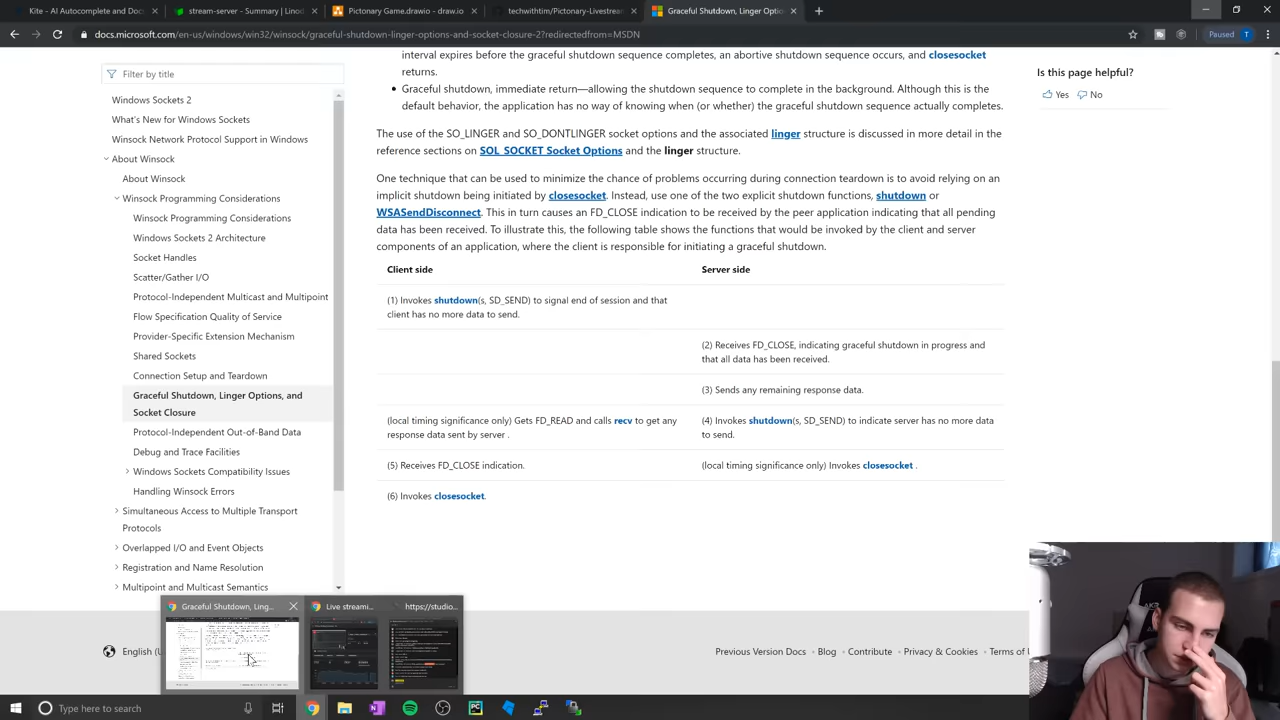 Kite - AI Autocomplete and Doc
stream-server - Summary | Linod
Pictonary Game.drawio - draw.io
techwithtim/Pictonary-Livestream
Graceful Shutdown, Linger Optio
docs.microsoft.com/en-us/windows/win32/winsock/graceful-shutdown-linger-options-and-socket-closure-2?redirectedfrom=MSDN
Paused
T
Filter by title
Windows Sockets 2
What's New for Windows Sockets
Winsock Network Protocol Support in Windows
About Winsock
About Winsock
Winsock Programming Considerations
Winsock Programming Considerations
Windows Sockets 2 Architecture
Socket Handles
Scatter/Gather I/O
Protocol-Independent Multicast and Multipoint
Flow Specification Quality of Service
Provider-Specific Extension Mechanism
Shared Sockets
Connection Setup and Teardown
Graceful Shutdown, Linger Options, and
Socket Closure
Protocol-Independent Out-of-Band Data
Debug and Trace Facilities
Windows Sockets Compatibility Issues
Handling Winsock Errors
Simultaneous Access to Multiple Transport
Protocols
Overlapped I/O and Event Objects
Registration and Name Resolution
Multipoint and Multicast Semantics
interval expires before the graceful shutdown sequence completes, an abortive shutdown sequence occurs, and closesocket
returns.
Graceful shutdown, immediate return—allowing the shutdown sequence to complete in the background. Although this is the
default behavior, the application has no way of knowing when (or whether) the graceful shutdown sequence actually completes.
The use of the SO_LINGER and SO_DONTLINGER socket options and the associated linger structure is discussed in more detail in the
reference sections on SOL_SOCKET Socket Options and the linger structure.
One technique that can be used to minimize the chance of problems occurring during connection teardown is to avoid relying on an
implicit shutdown being initiated by closesocket. Instead, use one of the two explicit shutdown functions, shutdown or
WSASendDisconnect. This in turn causes an FD_CLOSE indication to be received by the peer application indicating that all pending
data has been received. To illustrate this, the following table shows the functions that would be invoked by the client and server
components of an application, where the client is responsible for initiating a graceful shutdown.
Client side
Server side
(1) Invokes shutdown(s, SD_SEND) to signal end of session and that
client has no more data to send.
(2) Receives FD_CLOSE, indicating graceful shutdown in progress and
that all data has been received.
(3) Sends any remaining response data.
(local timing significance only) Gets FD_READ and calls recv to get any
response data sent by server .
(4) Invokes shutdown(s, SD_SEND) to indicate server has no more data
to send.
(5) Receives FD_CLOSE indication.
(local timing significance only) Invokes closesocket .
(6) Invokes closesocket.
Is this page helpful?
Yes
No
Graceful Shutdown, Ling...
Live streami...
https://studio...
Previous Version Docs
Contribute
Privacy & Cookies
Terms of
Type here to search